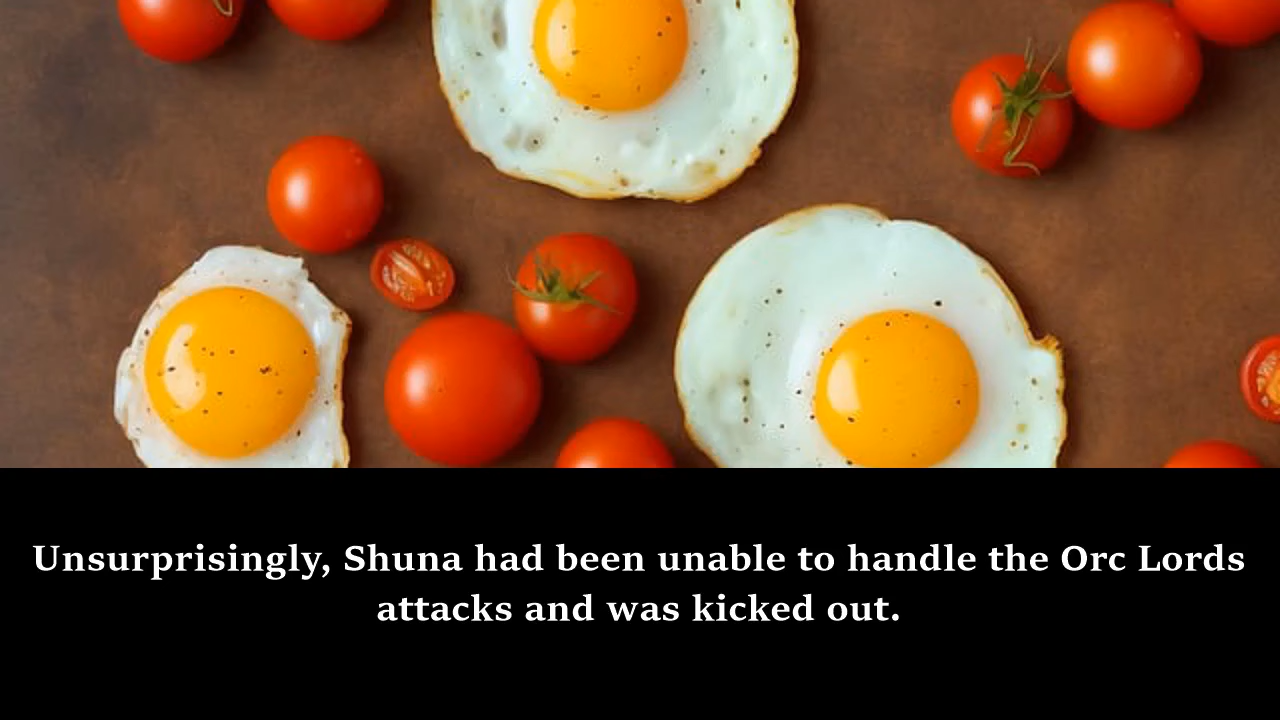 Unsurprisingly, Shuna had been unable to handle the Orc Lords
attacks and was kicked out.